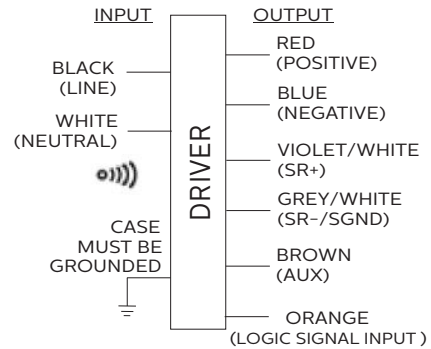 INPUT
BLACK
(LINE)
WHITE
(NEUTRAL)
CASE
MUST BE
GROUNDED
DRIVER
OUTPUT
RED
(POSITIVE)
BLUE
(NEGATIVE)
VIOLET/WHITE
(SR+)
GREY/WHITE
(SR-/SGND)
BROWN
(AUX)
ORANGE
(LOGIC SIGNAL INPUT )